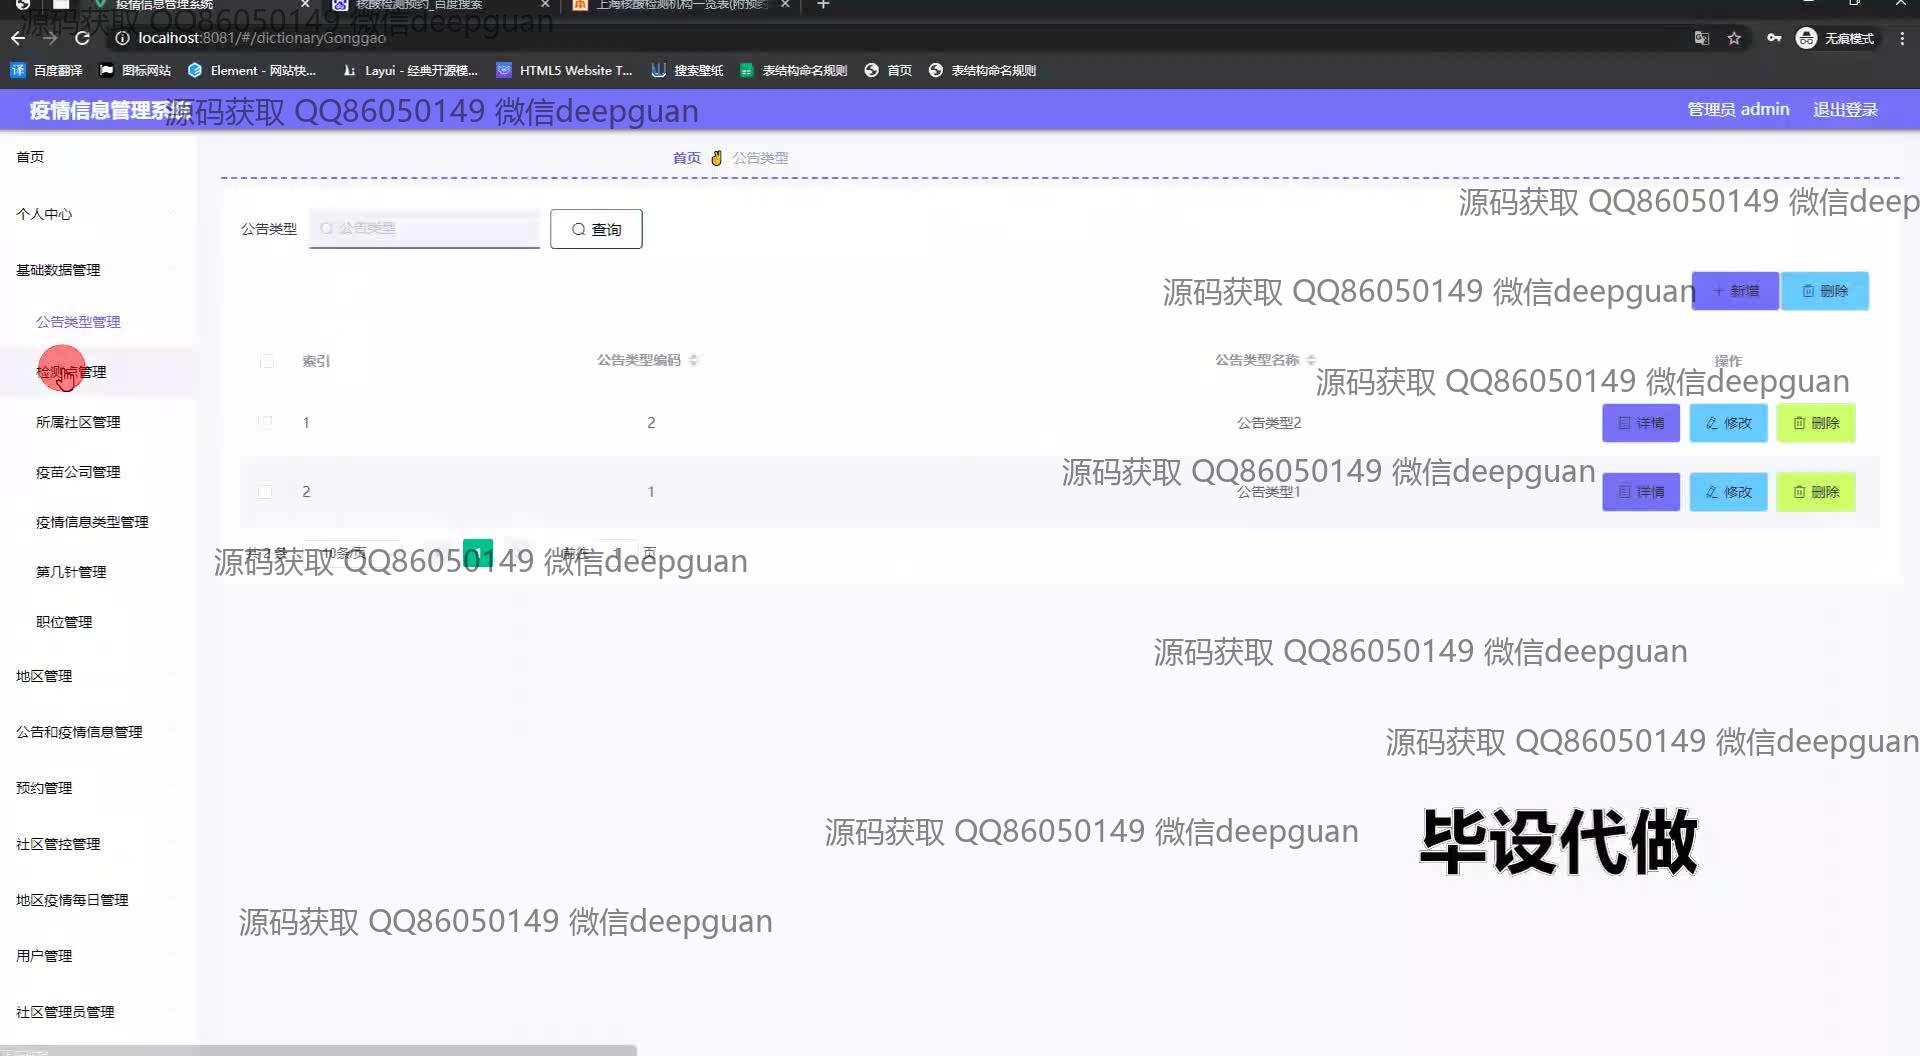 疫情信息管理系统
核酸检测预约_百度搜索
上海核酸检测机构一览表(附预约
源码获取 QQ86050149 微信deepguan
localhost:8081/#/dictionaryGonggao
无痕模式
百度翻译
图标网站
Element - 网站快...
Layui - 经典开源模...
HTML5 Website T...
搜索壁纸
表结构命名规则
首页
表结构命名规则
疫情信息管理系统
源码获取 QQ86050149 微信deepguan
管理员 admin
退出登录
首页
首页
公告类型
源码获取 QQ86050149 微信deep
个人中心
公告类型
公告类型
查询
基础数据管理
源码获取 QQ86050149 微信deepguan
新增
删除
公告类型管理
检测点管理
索引
公告类型编码
公告类型名称
操作
源码获取 QQ86050149 微信deepguan
所属社区管理
1
2
公告类型2
详情
修改
删除
疫苗公司管理
源码获取 QQ86050149 微信deepguan
2
1
公告类型1
详情
修改
删除
疫情信息类型管理
共 2 条
10条/页
1
前往
1
页
源码获取 QQ86050149 微信deepguan
第几针管理
职位管理
源码获取 QQ86050149 微信deepguan
地区管理
公告和疫情信息管理
源码获取 QQ86050149 微信deepguan
预约管理
源码获取 QQ86050149 微信deepguan
毕设代做
社区管控管理
地区疫情每日管理
源码获取 QQ86050149 微信deepguan
用户管理
社区管理员管理